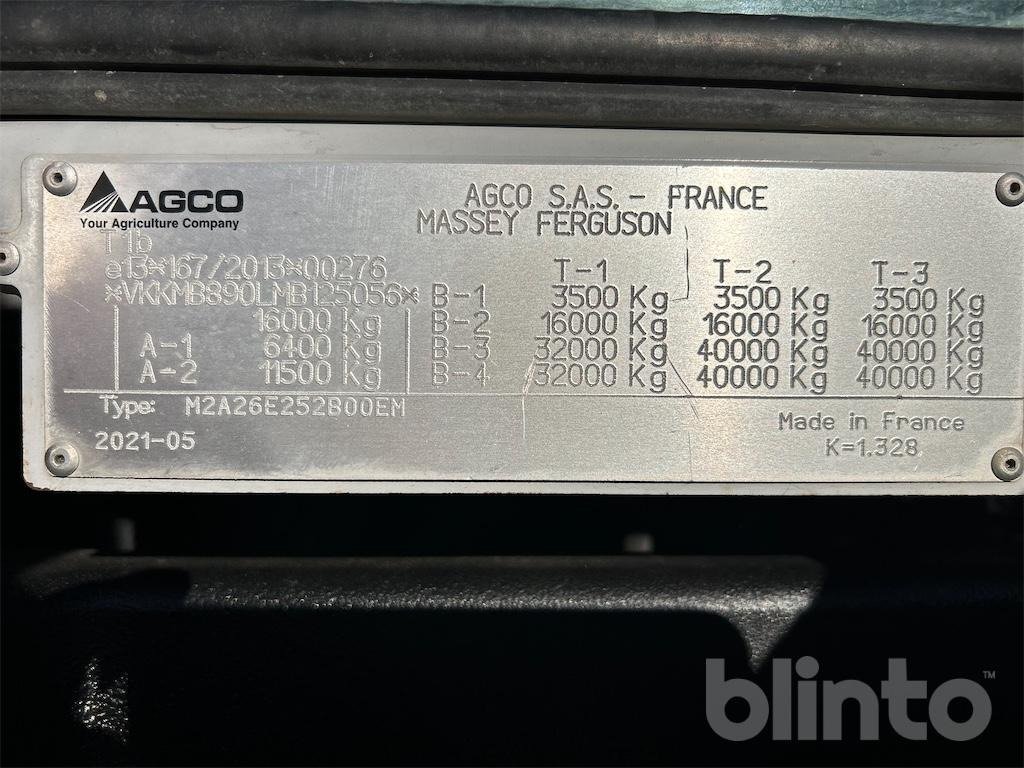 AGCO
Your Agriculture Company
AGCO S.A.S. - FRANCE
MASSEY FERGUSON
T1b
e13*167/2013*00276
*VKKMB890LMB125056*
T-1 T-2 T-3
B-1 3500 Kg 3500 Kg 3500 Kg
16000 Kg B-2 16000 Kg 16000 Kg 16000 Kg
A-1 6400 Kg B-3 32000 Kg 40000 Kg 40000 Kg
A-2 11500 Kg B-4 32000 Kg 40000 Kg 40000 Kg
Type: M2A26E252B00EM
2021-05
Made in France
K=1.328
blinto™